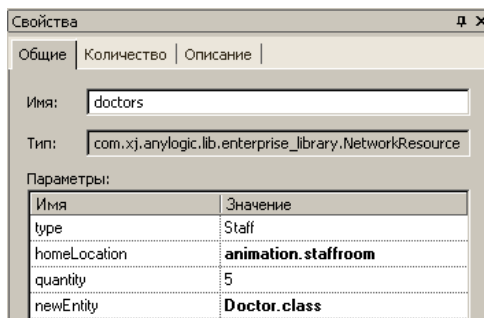 Свойства
Общие Количество Описание
Имя: doctors
Тип: com.xj.anylogic.lib.enterprise_library.NetworkResource
Параметры:
Имя Значение
type Staff
homeLocation animation.staffroom
quantity 5
newEntity Doctor.class